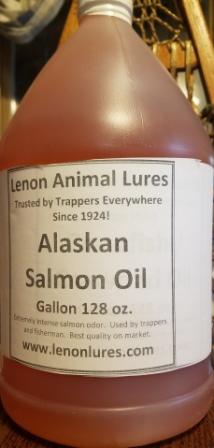 Lenon Animal Lures
Trusted by Trappers Everywhere
Since 1924!
Alaskan
Salmon Oil
Gallon 128 oz.
Extremely intense salmon odor. Used by trappers
and fisherman. Best quality on market.
www.lenonlures.com